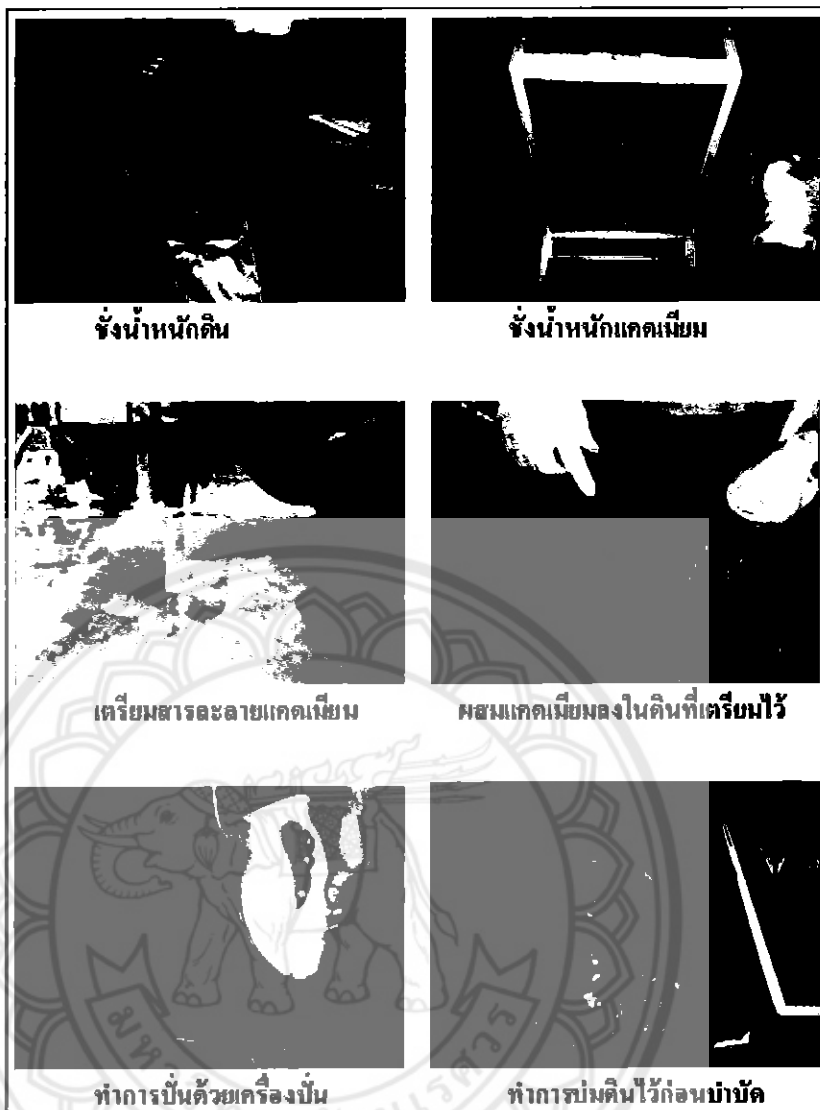 ชั่งน้ำหนักดิน
ชั่งน้ำหนักแคดเมียม
เตรียมสารละลายแคดเมียม
ผสมแคดเมียมลงในดินที่เตรียมไว้
ทำการปั่นด้วยเครื่องปั่น
ทำการบ่มดินไว้ก่อนบำบัด